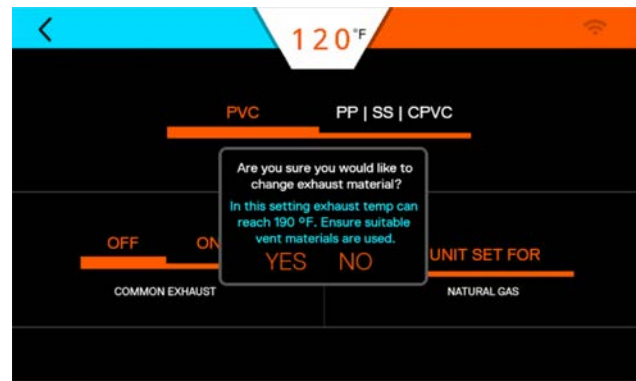 120°F
PVC PP | SS | CPVC
Are you sure you would like to
change exhaust material?
In this setting exhaust temp can
reach 190 ºF. Ensure suitable
vent materials are used.
YES NO
OFF ON
COMMON EXHAUST
UNIT SET FOR
NATURAL GAS